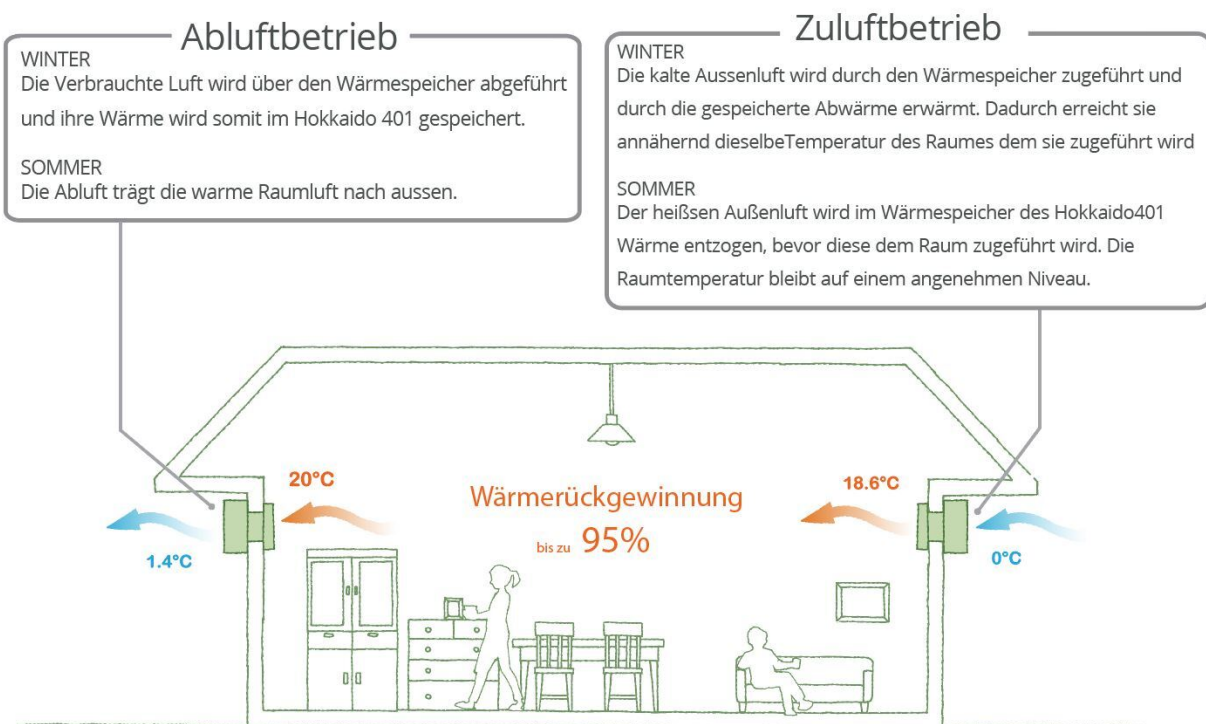 Abluftbetrieb
WINTER
Die Verbrauchte Luft wird über den Wärmespeicher abgeführt
und ihre Wärme wird somit im Hokkaido 401 gespeichert.
SOMMER
Die Abluft trägt die warme Raumluft nach aussen.
Zuluftbetrieb
WINTER
Die kalte Aussenluft wird durch den Wärmespeicher zugeführt und
durch die gespeicherte Abwärme erwärmt. Dadurch erreicht sie
annähernd dieselbeTemperatur des Raumes dem sie zugeführt wird
SOMMER
Der heißsen Außenluft wird im Wärmespeicher des Hokkaido401
Wärme entzogen, bevor diese dem Raum zugeführt wird. Die
Raumtemperatur bleibt auf einem angenehmen Niveau.
20°C
1.4°C
Wärmerückgewinnung
bis zu 95%
18.6°C
0°C